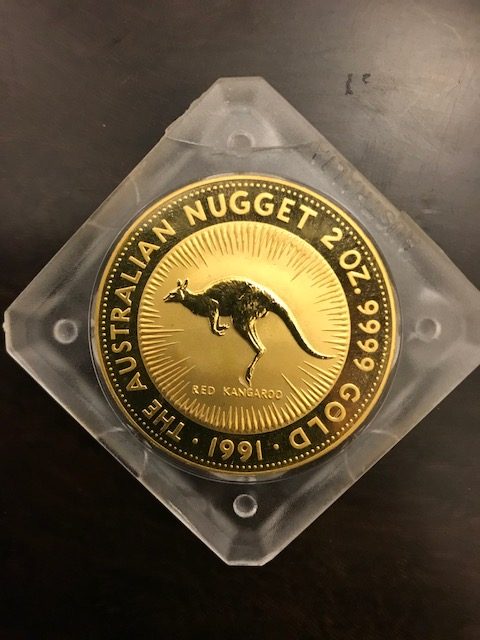 · THE AUSTRALIAN NUGGET 2 OZ. 9999 GOLD · 1991
RED KANGAROO